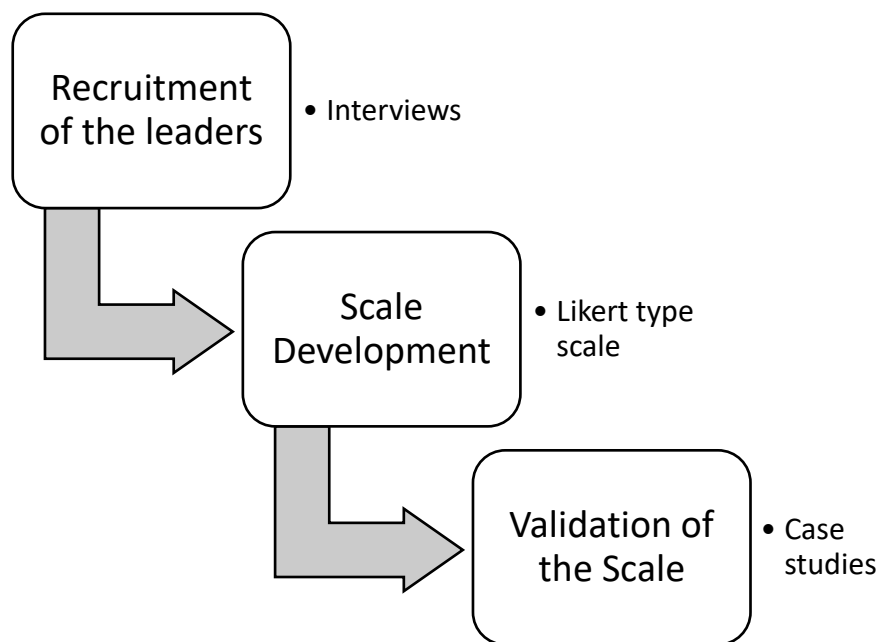 Recruitment
of the leaders
• Interviews
Scale
Development
• Likert type
scale
Validation of
the Scale
• Case
studies